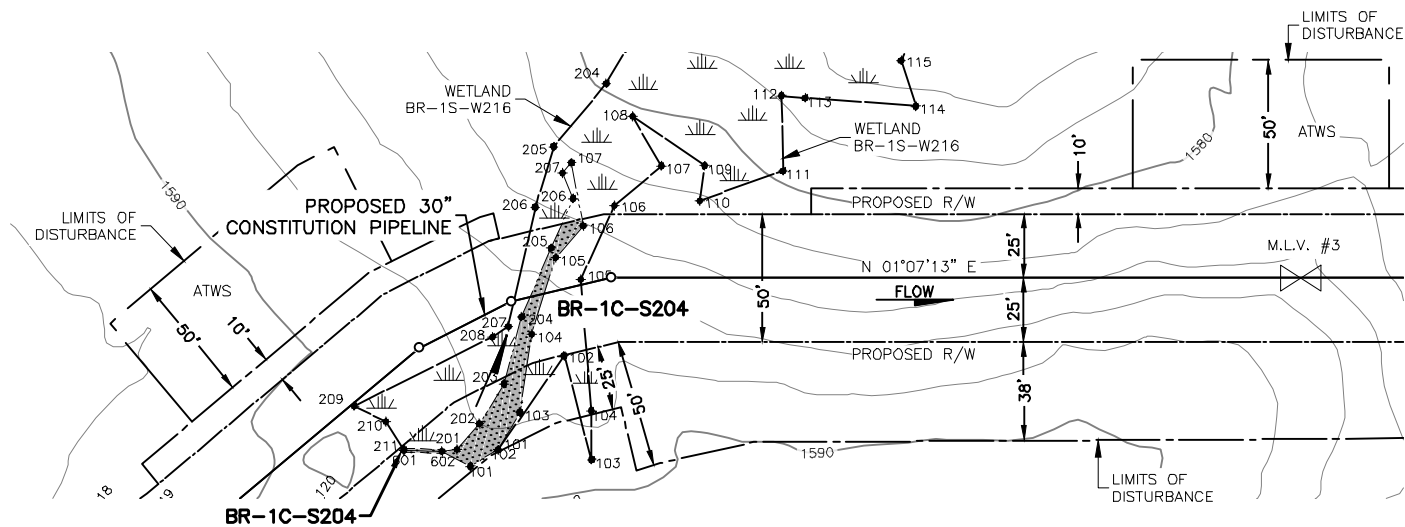 LIMITS OF
DISTURBANCE
115
204
WETLAND
BR-1S-W216
112
113
114
108
50'
ATWS
205
107
207
107
109
WETLAND
BR-1S-W216
10'
1580
1590
111
PROPOSED 30"
CONSTITUTION PIPELINE
206
206
110
PROPOSED R/W
LIMITS OF
DISTURBANCE
106
106
205
105
105
25'
M.L.V. #3
N 01°07'13" E
ATWS
50'
FLOW
50'
10'
BR-1C-S204
25'
207
204
208
104
PROPOSED R/W
102
203
25'
50'
38'
209
210
202
103
104
211
201
101
601
602
102
103
1590
101
120
18
19
LIMITS OF
DISTURBANCE
BR-1C-S204